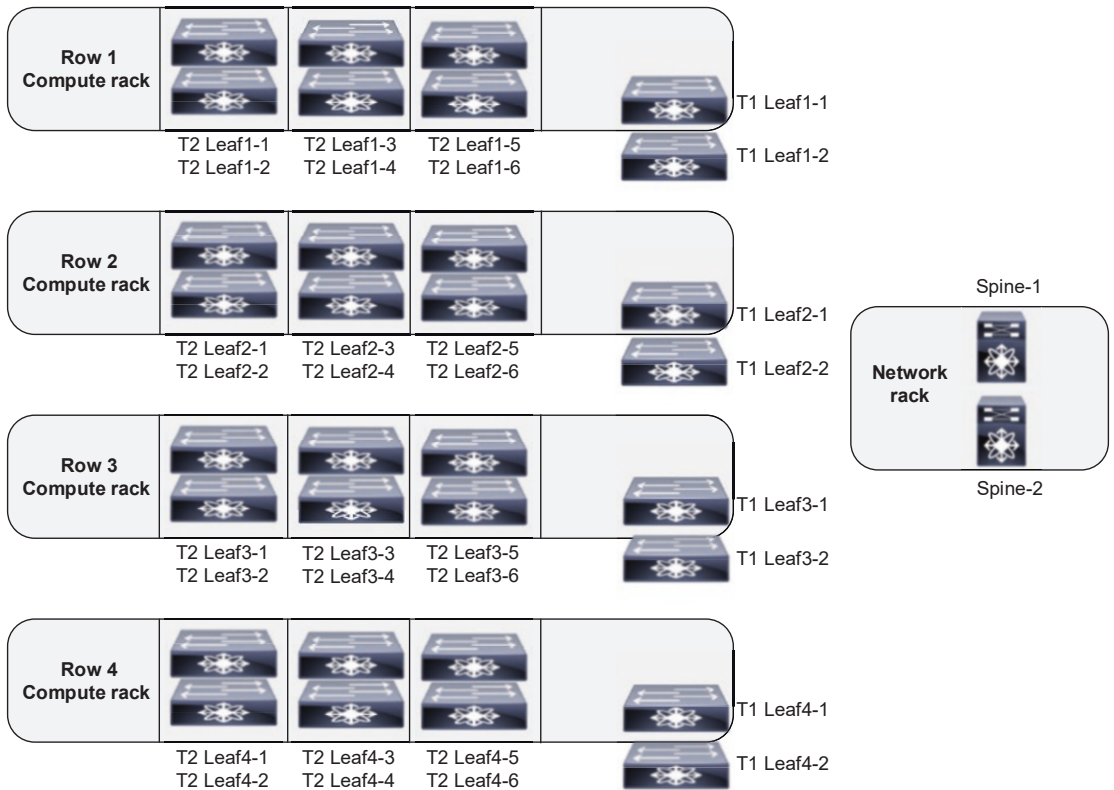 Row 1
Compute rack
T2 Leaf1-1
T2 Leaf1-2
T2 Leaf1-3
T2 Leaf1-4
T2 Leaf1-5
T2 Leaf1-6
T1 Leaf1-1
T1 Leaf1-2
Row 2
Compute rack
T2 Leaf2-1
T2 Leaf2-2
T2 Leaf2-3
T2 Leaf2-4
T2 Leaf2-5
T2 Leaf2-6
T1 Leaf2-1
T1 Leaf2-2
Row 3
Compute rack
T2 Leaf3-1
T2 Leaf3-2
T2 Leaf3-3
T2 Leaf3-4
T2 Leaf3-5
T2 Leaf3-6
T1 Leaf3-1
T1 Leaf3-2
Row 4
Compute rack
T2 Leaf4-1
T2 Leaf4-2
T2 Leaf4-3
T2 Leaf4-4
T2 Leaf4-5
T2 Leaf4-6
T1 Leaf4-1
T1 Leaf4-2
Spine-1
Network
rack
Spine-2